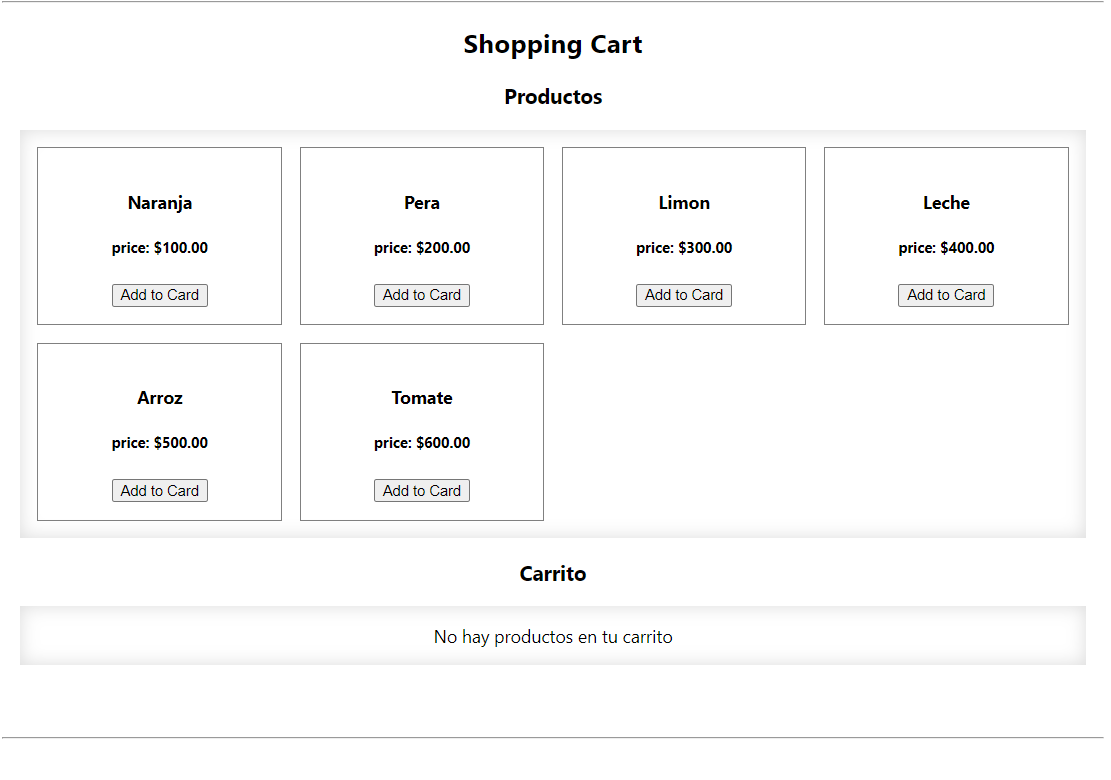 Shopping Cart
Productos
Naranja
price: $100.00
Add to Card
Pera
price: $200.00
Add to Card
Limon
price: $300.00
Add to Card
Leche
price: $400.00
Add to Card
Arroz
price: $500.00
Add to Card
Tomate
price: $600.00
Add to Card
Carrito
No hay productos en tu carrito